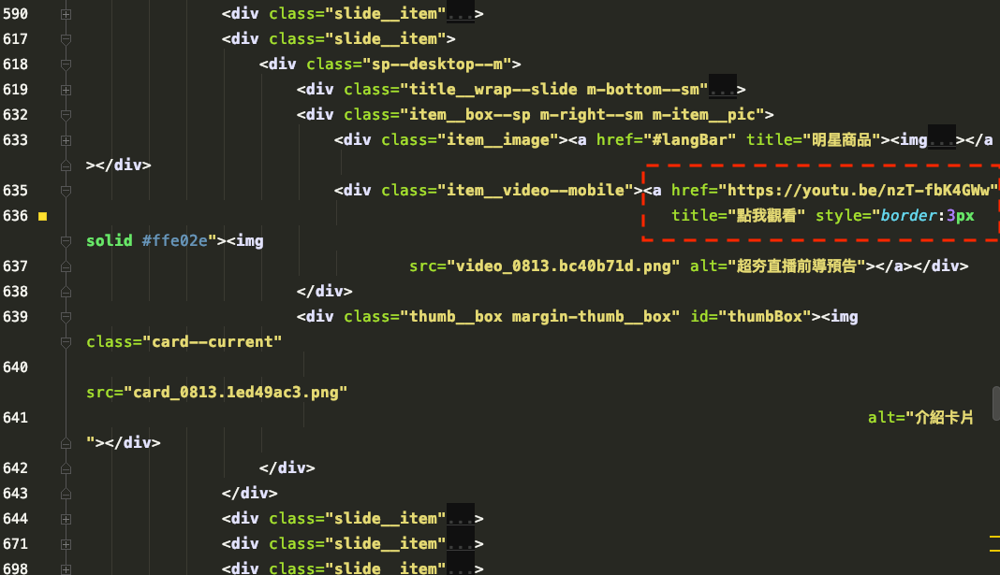 590 <div class="slide__item"...>
617 <div class="slide__item">
618 <div class="sp--desktop--m">
619 <div class="title__wrap--slide m-bottom--sm"...>
632 <div class="item__box--sp m-right--sm m-item__pic">
633 <div class="item__image"><a href="#langBar" title="明星商品"><img...></a
></div>
635 <div class="item__video--mobile"><a href="https://youtu.be/nzT-fbK4GWw"
636 title="點我觀看" style="border:3px
solid #ffe02e"><img
637 src="video_0813.bc40b71d.png" alt="超夯直播前導預告"></a></div>
638 </div>
639 <div class="thumb__box margin-thumb__box" id="thumbBox"><img
class="card--current"
640
src="card_0813.1ed49ac3.png"
641 alt="介紹卡片
"></div>
642 </div>
643 </div>
644 <div class="slide__item"...>
671 <div class="slide__item"...>
698 <div class="slide__item"...>